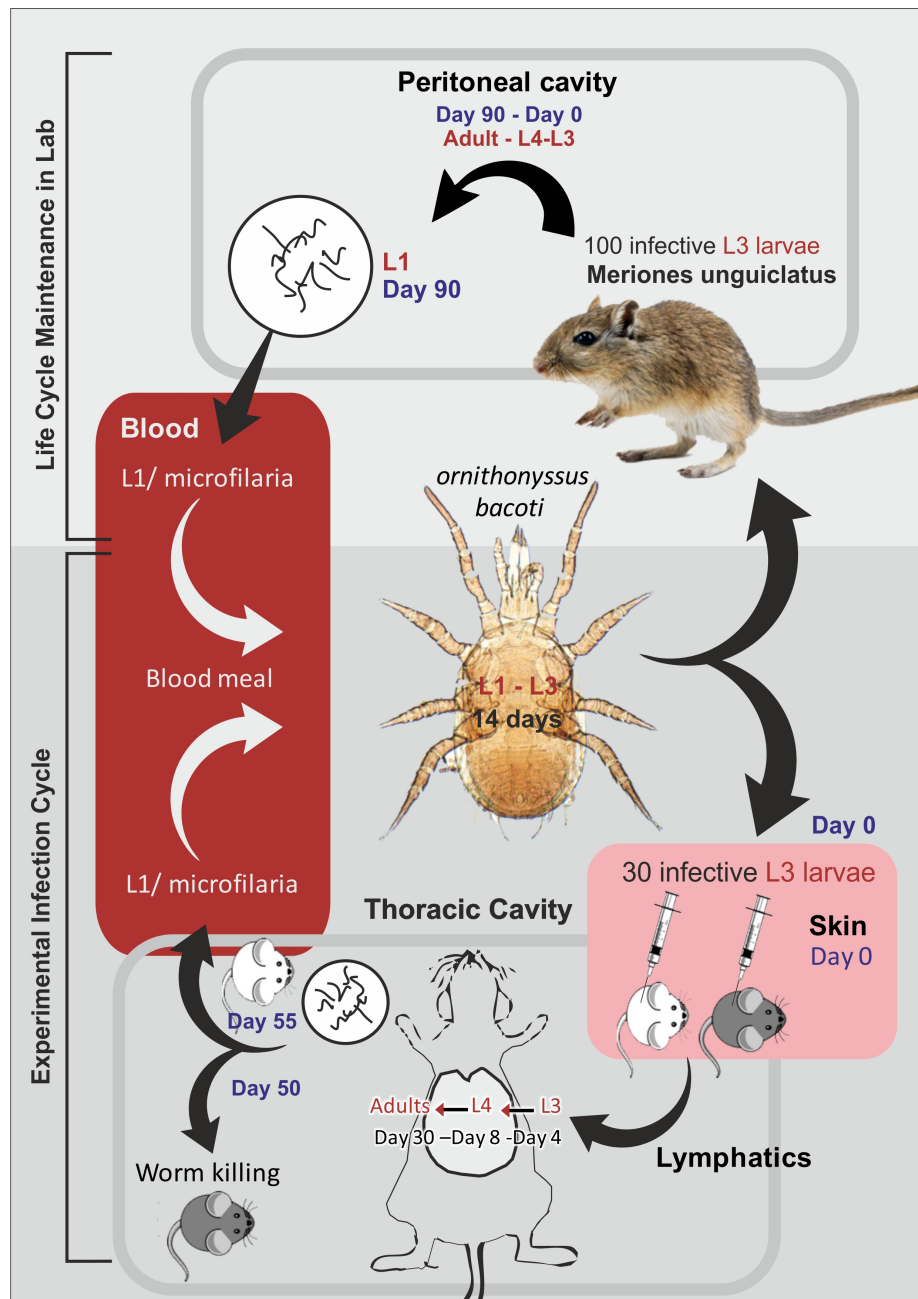 Life Cycle Maintenance in Lab
Peritoneal cavity
Day 90 - Day 0
Adult - L4-L3
100 infective L3 larvae
Meriones unguiclatus
L1
Day 90
Blood
L1/ microfilaria
Blood meal
L1/ microfilaria
ornithonyssus
bacoti
L1 - L3
14 days
Experimental Infection Cycle
Day 0
30 infective L3 larvae
Skin
Day 0
Thoracic Cavity
Day 55
Day 50
Adults L4 L3
Day 30 –Day 8 -Day 4
Lymphatics
Worm killing